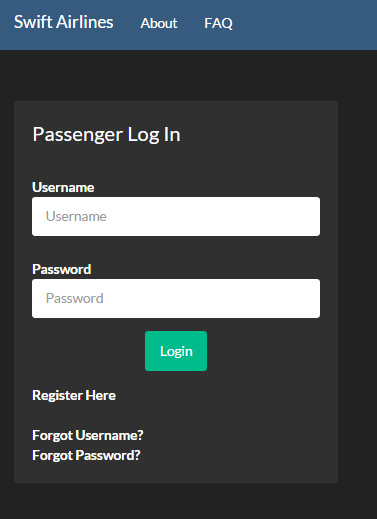 Swift Airlines About FAQ
Passenger Log In
Username
Username
Password
Password
Login
Register Here
Forgot Username?
Forgot Password?